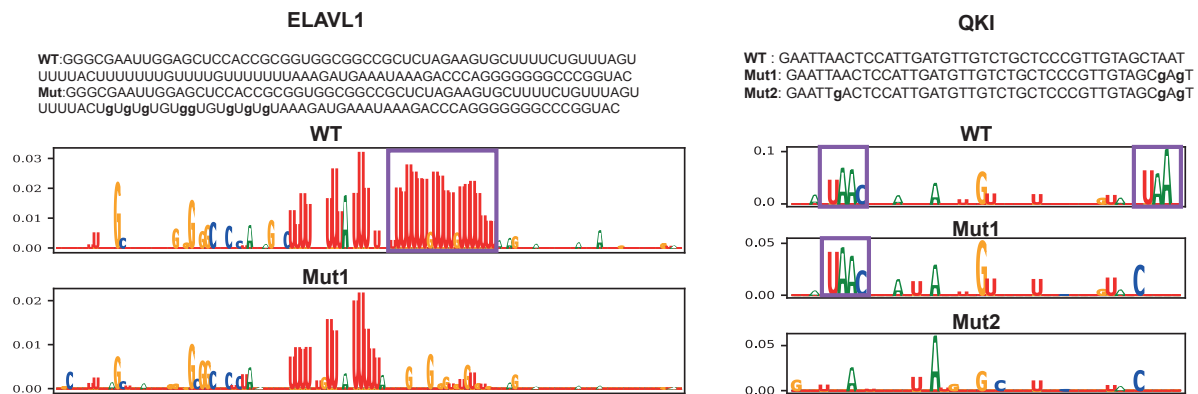 ELAVL1
QKI
WT:GGGCGAAUUGGAGCUCCACCGCGGUGGCGGCCGCUCUAGAAGUGCUUUUCUGUUUAGU
UUUUACUUUUUUUGUUUUGUUUUUUUAAAGAUGAAAUAAAGACCCAGGGGGGGCCCGGUAC
Mut:GGGCGAAUUGGAGCUCCACCGCGGUGGCGGCCGCUCUAGAAGUGCUUUUCUGUUUAGU
UUUUACUgUgUgUGUggUGUgUgUgUAAAGAUGAAAUAAAGACCCAGGGGGGGCCCGGUAC
WT : GAATTAACTCCATTGATGTTGTCTGCTCCCGTTGTAGCTAAT
Mut1: GAATTAACTCCATTGATGTTGTCTGCTCCCGTTGTAGCgAgT
Mut2: GAATTgACTCCATTGATGTTGTCTGCTCCCGTTGTAGCgAgT
WT
0.03
0.02
0.01
0.00
Mut1
0.02
0.01
0.00
WT
0.1
0.0
Mut1
0.05
0.00
Mut2
0.05
0.00